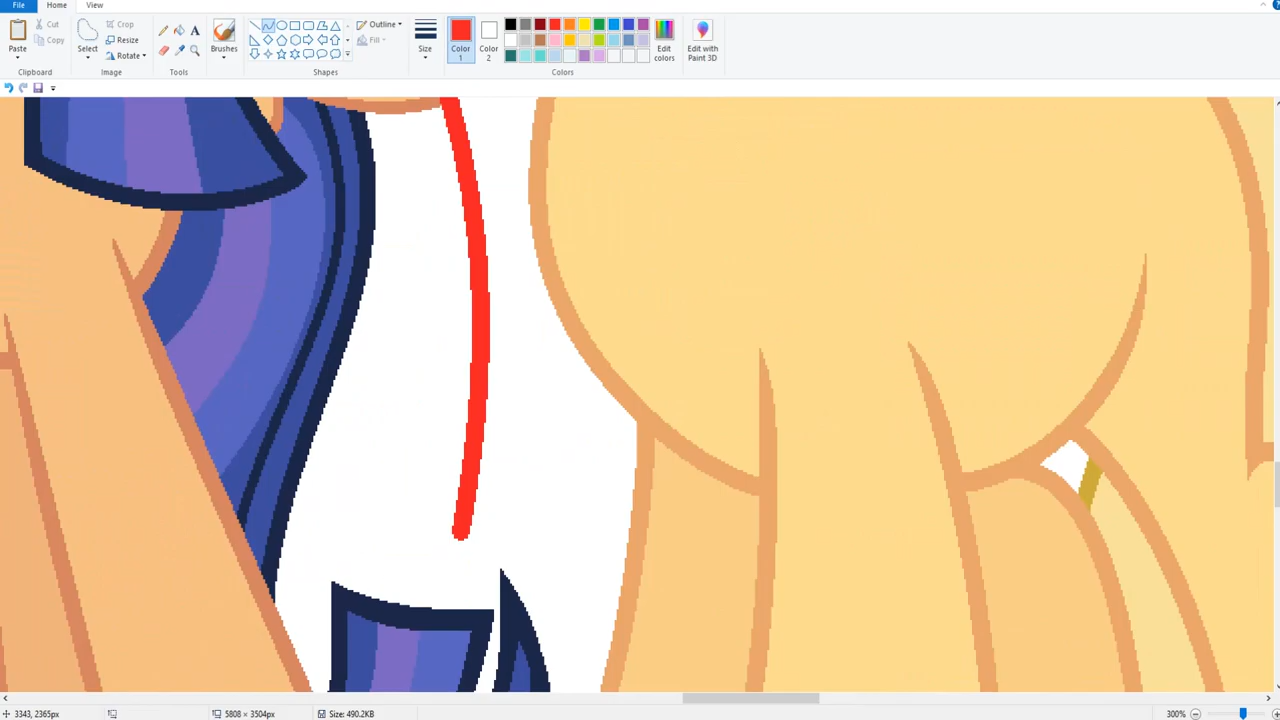 File Home View
Paste Cut Copy Clipboard
Select Crop Resize Rotate Image
A Tools
Brushes
Outline Fill Shapes
Size
Color 1
Color 2
Edit colors
Edit with Paint 3D
Colors
3343, 2365px 5808 × 3504px Size: 490.2KB 300%